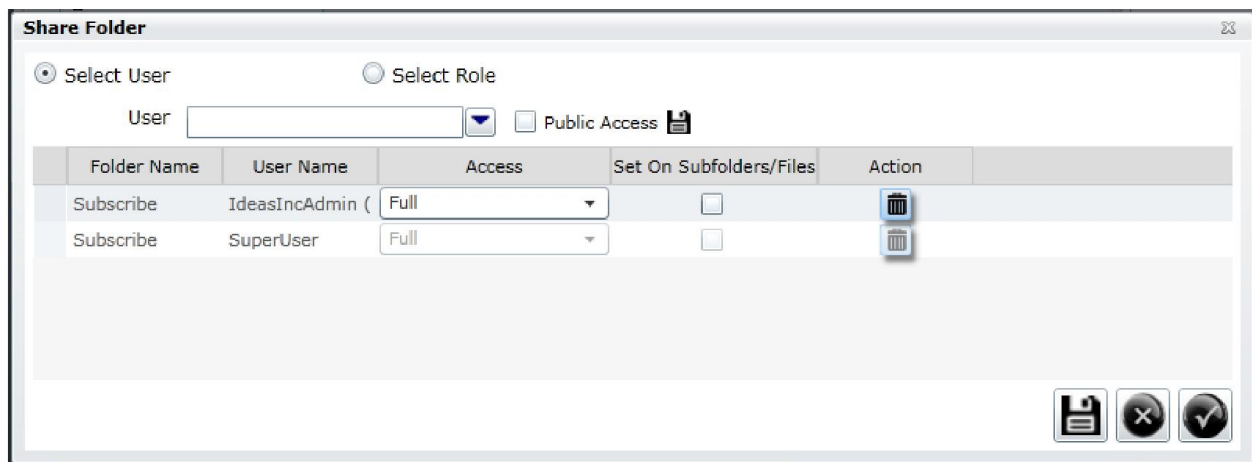 Share Folder
Select User Select Role
User Public Access
Folder Name User Name Access Set On Subfolders/Files Action
Subscribe IdeasIncAdmin ( Full
Subscribe SuperUser Full